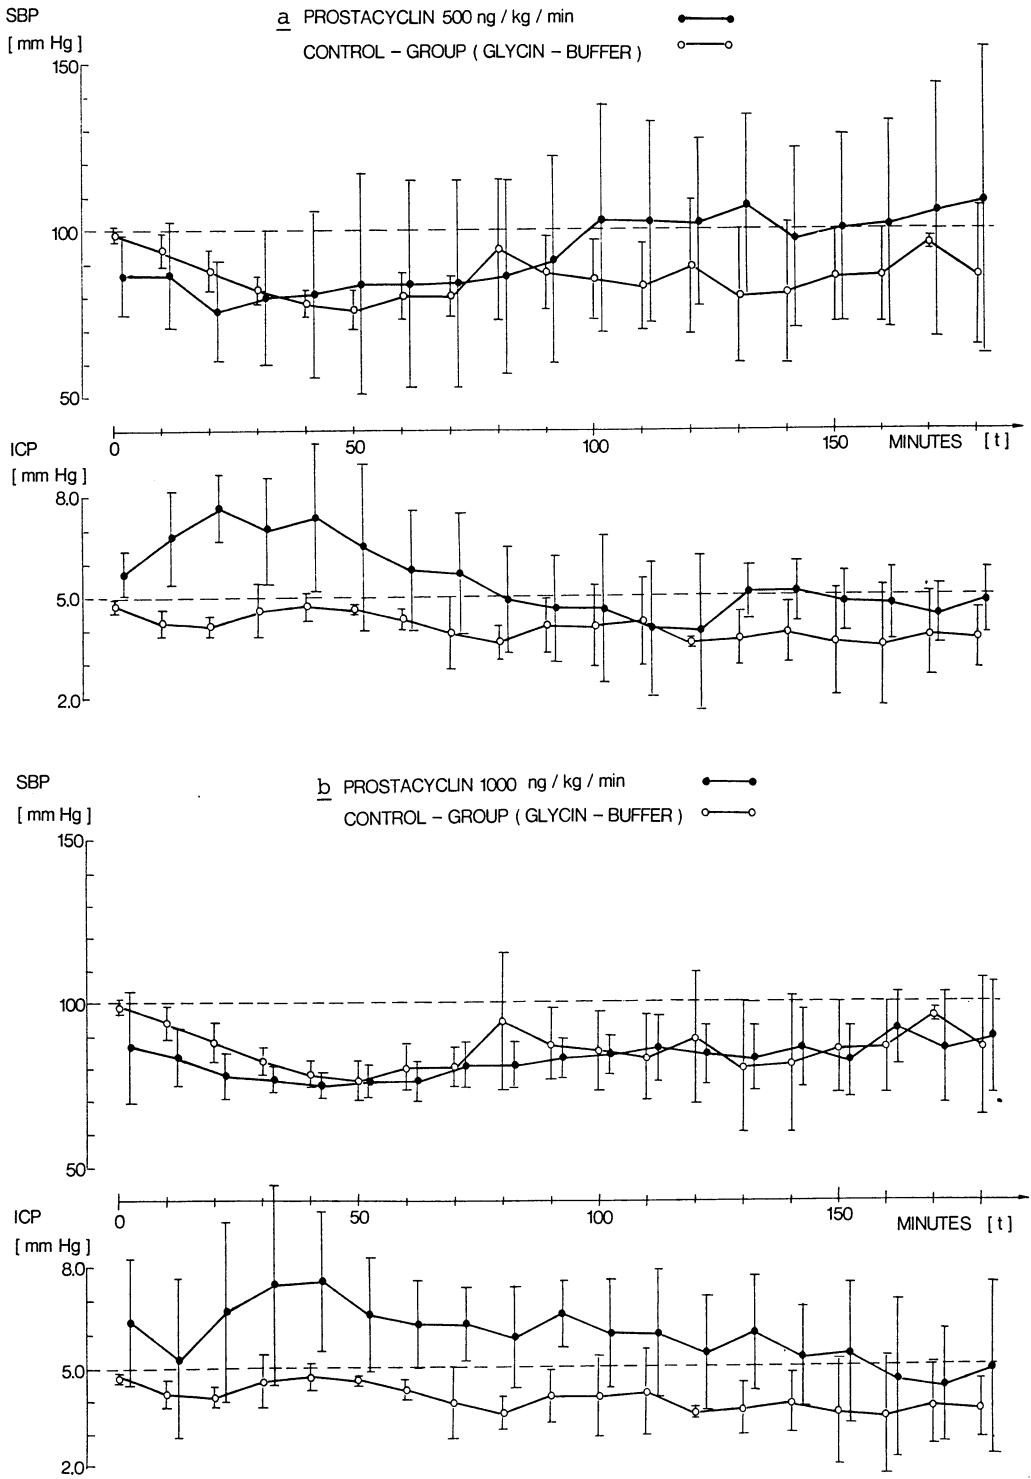 SBP
[ mm Hg ]
a PROSTACYCLIN 500 ng / kg / min
CONTROL – GROUP ( GLYCIN – BUFFER )
150
100
50
0 50 100 150 MINUTES [ t ]
ICP
[ mm Hg ]
8.0
5.0
2.0
SBP
[ mm Hg ]
b PROSTACYCLIN 1000 ng / kg / min
CONTROL – GROUP ( GLYCIN – BUFFER )
150
100
50
0 50 100 150 MINUTES [ t ]
ICP
[ mm Hg ]
8.0
5.0
2.0